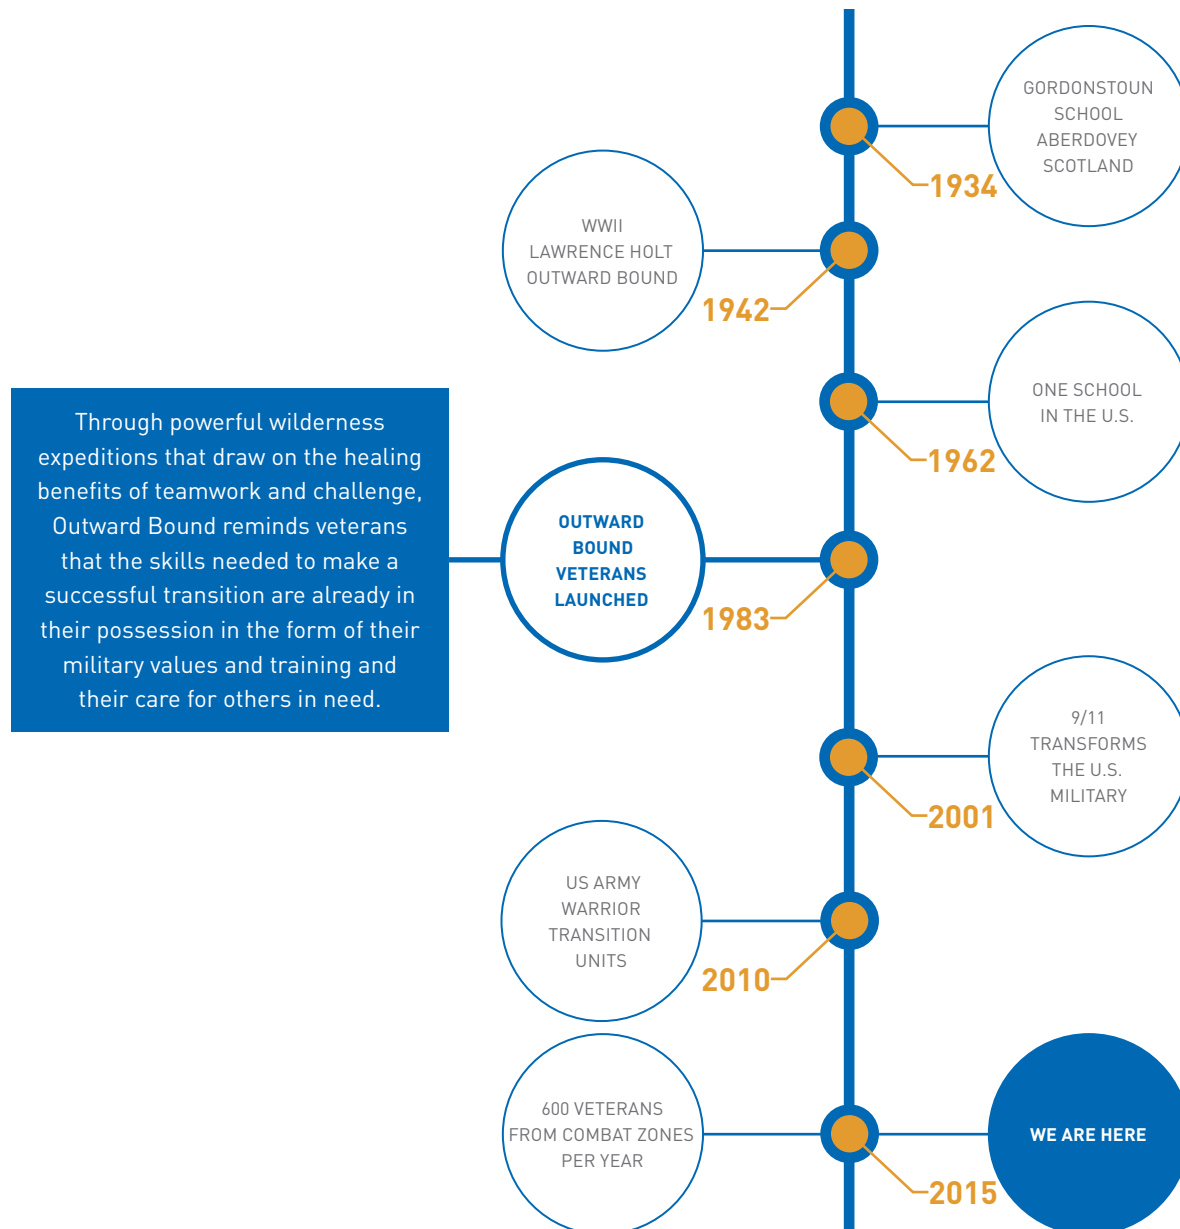 GORDONSTOUN
SCHOOL
ABERDOVEY
SCOTLAND
1934
WWII
LAWRENCE HOLT
OUTWARD BOUND
1942
ONE SCHOOL
IN THE U.S.
1962
Through powerful wilderness
expeditions that draw on the healing
benefits of teamwork and challenge,
Outward Bound reminds veterans
that the skills needed to make a
successful transition are already in
their possession in the form of their
military values and training and
their care for others in need.
OUTWARD
BOUND
VETERANS
LAUNCHED
1983
9/11
TRANSFORMS
THE U.S.
MILITARY
2001
US ARMY
WARRIOR
TRANSITION
UNITS
2010
600 VETERANS
FROM COMBAT ZONES
PER YEAR
WE ARE HERE
2015